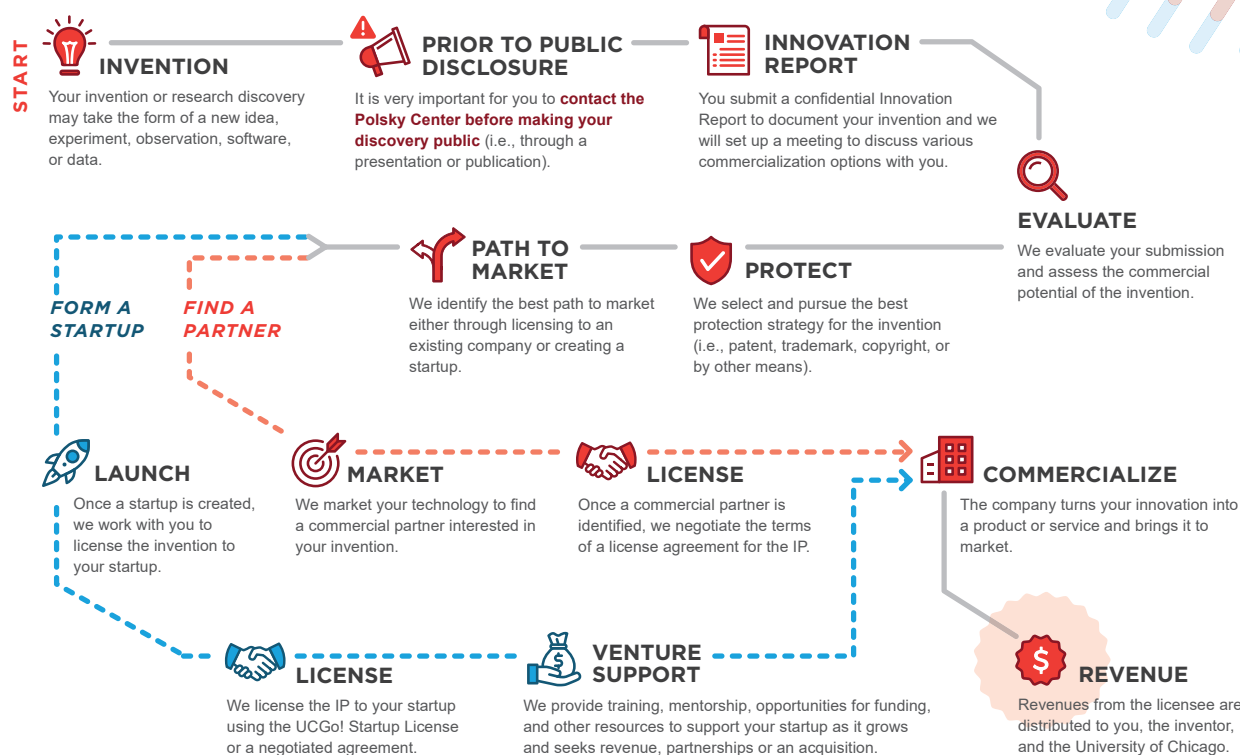 START
INVENTION
Your invention or research discovery
may take the form of a new idea,
experiment, observation, software,
or data.
PRIOR TO PUBLIC
DISCLOSURE
It is very important for you to contact the
Polsky Center before making your
discovery public (i.e., through a
presentation or publication).
INNOVATION
REPORT
You submit a confidential Innovation
Report to document your invention and we
will set up a meeting to discuss various
commercialization options with you.
EVALUATE
We evaluate your submission
and assess the commercial
potential of the invention.
PROTECT
We select and pursue the best
protection strategy for the invention
(i.e., patent, trademark, copyright, or
by other means).
PATH TO
MARKET
We identify the best path to market
either through licensing to an
existing company or creating a
startup.
FORM A
STARTUP
FIND A
PARTNER
LAUNCH
Once a startup is created,
we work with you to
license the invention to
your startup.
MARKET
We market your technology to find
a commercial partner interested in
your invention.
LICENSE
Once a commercial partner is
identified, we negotiate the terms
of a license agreement for the IP.
COMMERCIALIZE
The company turns your innovation into
a product or service and brings it to
market.
LICENSE
We license the IP to your startup
using the UCGo! Startup License
or a negotiated agreement.
$
VENTURE
SUPPORT
We provide training, mentorship, opportunities for funding,
and other resources to support your startup as it grows
and seeks revenue, partnerships or an acquisition.
$
REVENUE
Revenues from the licensee are
distributed to you, the inventor,
and the University of Chicago.